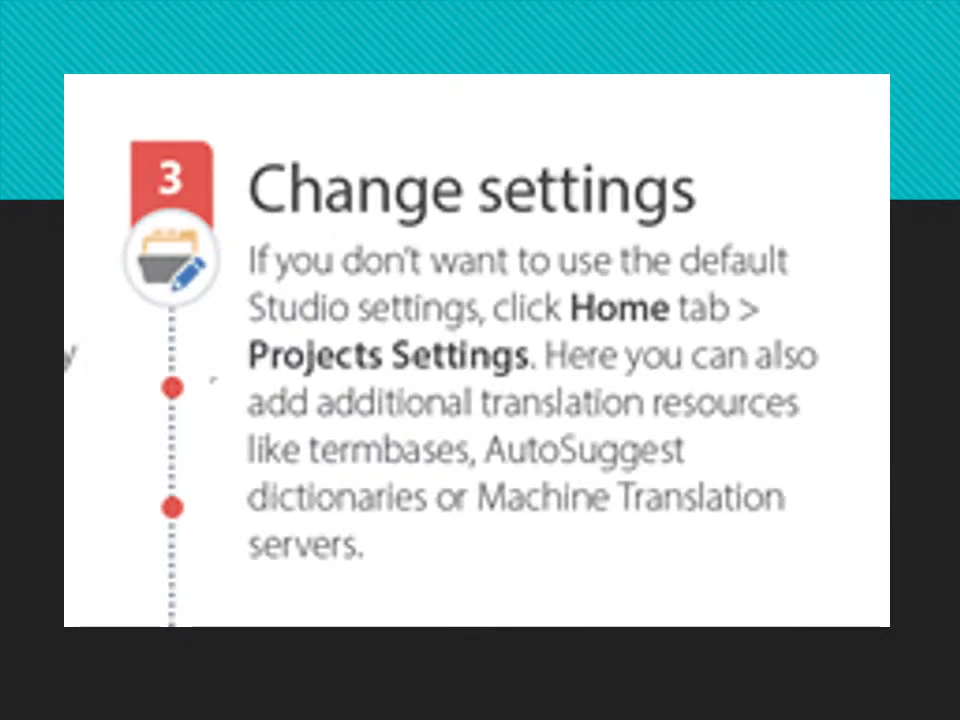 3
Change settings
If you don't want to use the default
Studio settings, click Home tab >
Projects Settings. Here you can also
add additional translation resources
like termbases, AutoSuggest
dictionaries or Machine Translation
servers.